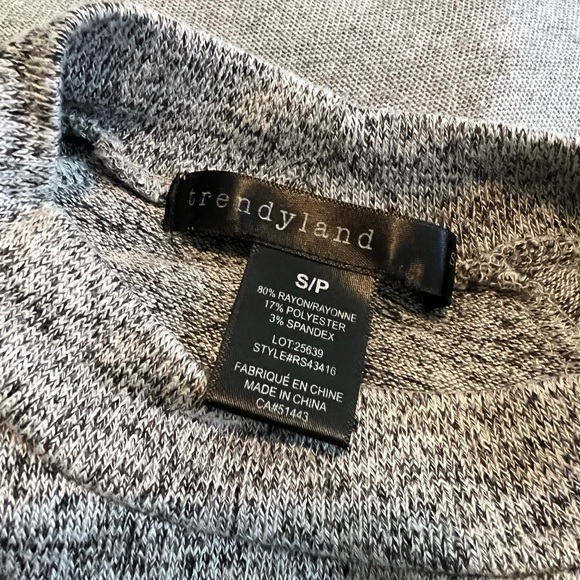 trendyland
S/P
80% RAYON/RAYONNE
17% POLYESTER
3% SPANDEX
LOT:25639
STYLE#RS43416
FABRIQUÉ EN CHINE
MADE IN CHINA
CA#51443